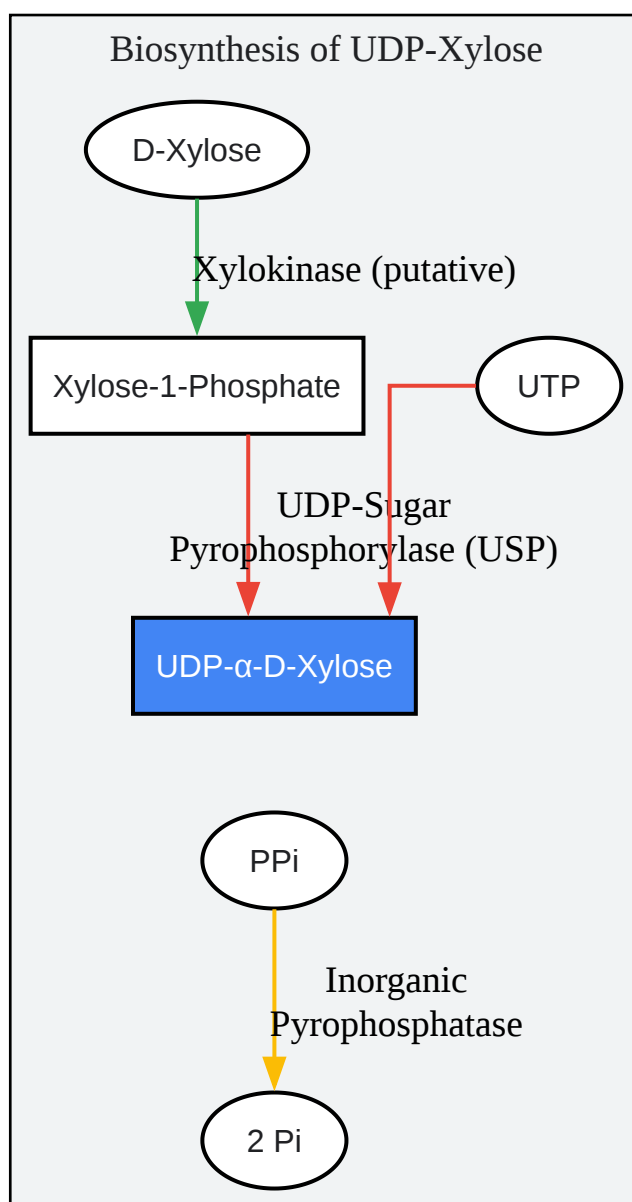 Biosynthesis of UDP-Xylose
D-Xylose
Xylokinase (putative)
Xylose-1-Phosphate
UTP
UDP-Sugar
Pyrophosphorylase (USP)
UDP-α-D-Xylose
PPi
Inorganic
Pyrophosphatase
2 Pi